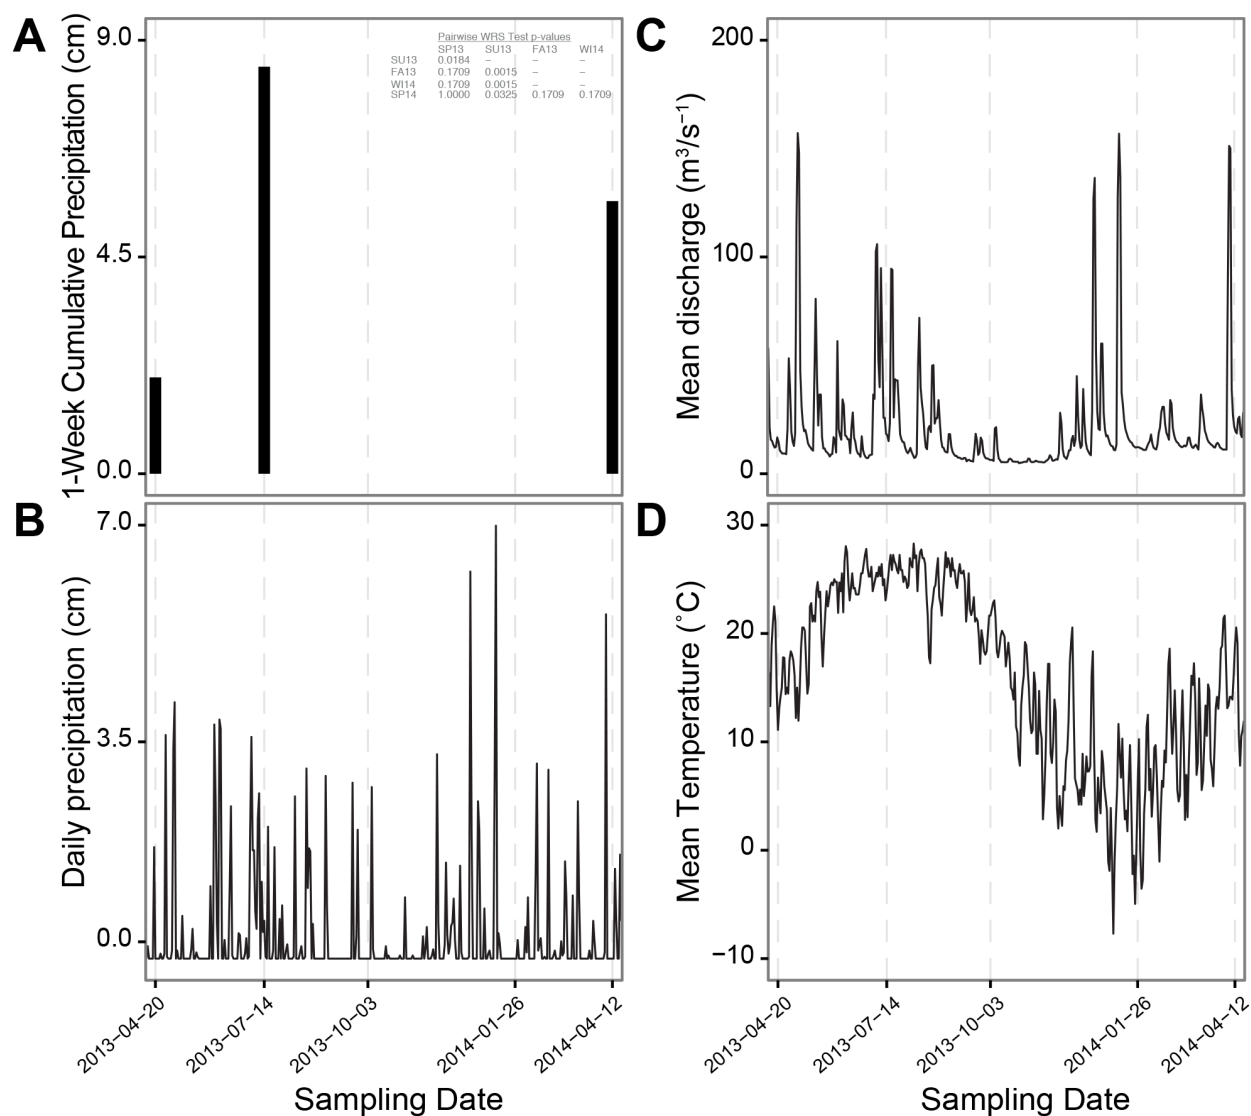 A
1-Week Cumulative Precipitation (cm)
9.0
4.5
0.0
Pairwise WRS Test p-values
SP13 SU13 FA13 WI14
SU13 0.0184 – – –
FA13 0.1709 0.0015 – –
WI14 0.1709 0.0015 – –
SP14 1.0000 0.0325 0.1709 0.1709
C
Mean discharge (m³/s⁻¹)
200
100
0
B
Daily precipitation (cm)
7.0
3.5
0.0
2013−04−20
2013−07−14
2013−10−03
2014−01−26
2014−04−12
Sampling Date
D
Mean Temperature (˚C)
30
20
10
0
−10
2013−04−20
2013−07−14
2013−10−03
2014−01−26
2014−04−12
Sampling Date